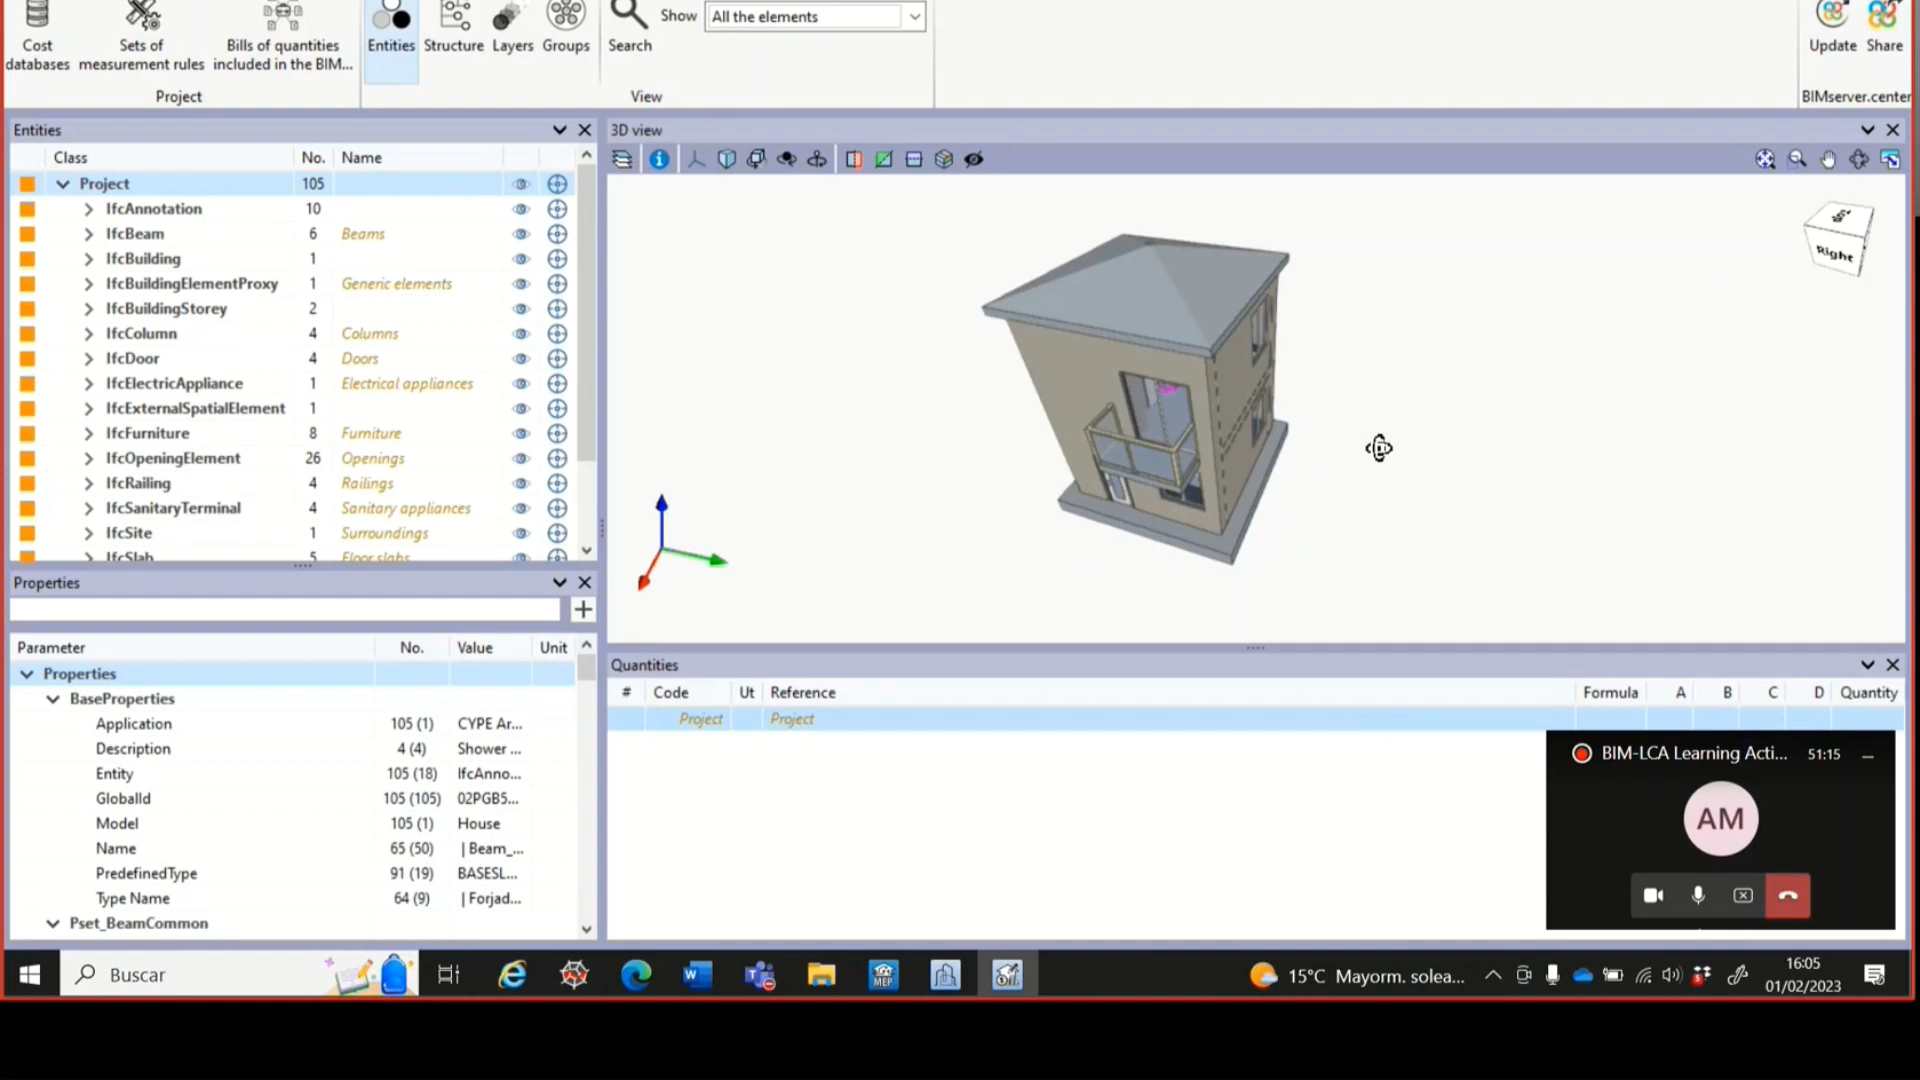 Cost databases
Sets of measurement rules
Bills of quantities included in the BIM...
Entities
Structure
Layers
Groups
Search
Show
All the elements
Update
Share
Project
View
BIMserver.center
Entities
Class No. Name
Project 105
IfcAnnotation 10
IfcBeam 6 Beams
IfcBuilding 1
IfcBuildingElementProxy 1 Generic elements
IfcBuildingStorey 2
IfcColumn 4 Columns
IfcDoor 4 Doors
IfcElectricAppliance 1 Electrical appliances
IfcExternalSpatialElement 1
IfcFurniture 8 Furniture
IfcOpeningElement 26 Openings
IfcRailing 4 Railings
IfcSanitaryTerminal 4 Sanitary appliances
IfcSite 1 Surroundings
IfcSlab 5 Floor slabs
Properties
Parameter No. Value Unit
Properties
BaseProperties
Application 105 (1) CYPE Ar...
Description 4 (4) Shower ...
Entity 105 (18) IfcAnno...
GlobalId 105 (105) 02PGB5...
Model 105 (1) House
Name 65 (50) | Beam_...
PredefinedType 91 (19) BASESL...
Type Name 64 (9) | Forjad...
Pset_BeamCommon
3D view
Right
Quantities
# Code Ut Reference Formula A B C D Quantity
Project Project
BIM-LCA Learning Acti... 51:15
AM
Buscar
MEP
15°C Mayorm. solea...
16:05
01/02/2023